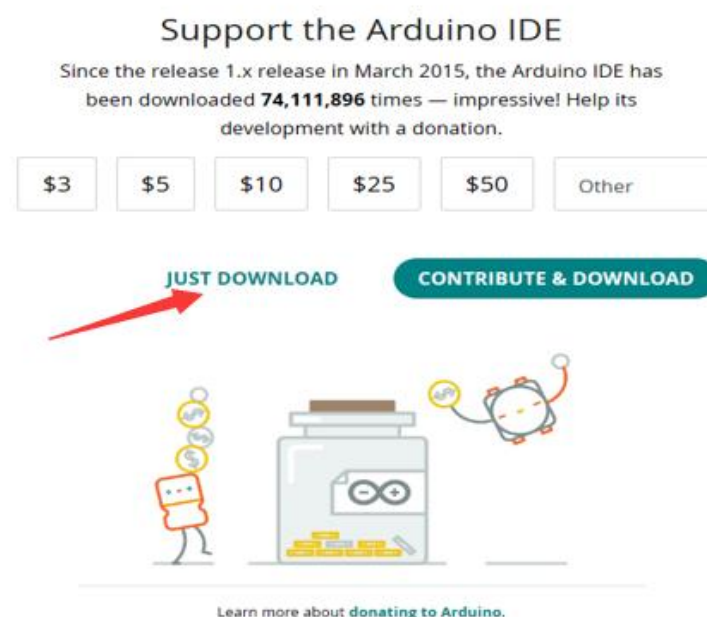 Support the Arduino IDE
Since the release 1.x release in March 2015, the Arduino IDE has
been downloaded 74,111,896 times — impressive! Help its
development with a donation.
$3 $5 $10 $25 $50 Other
JUST DOWNLOAD CONTRIBUTE & DOWNLOAD
Learn more about donating to Arduino.